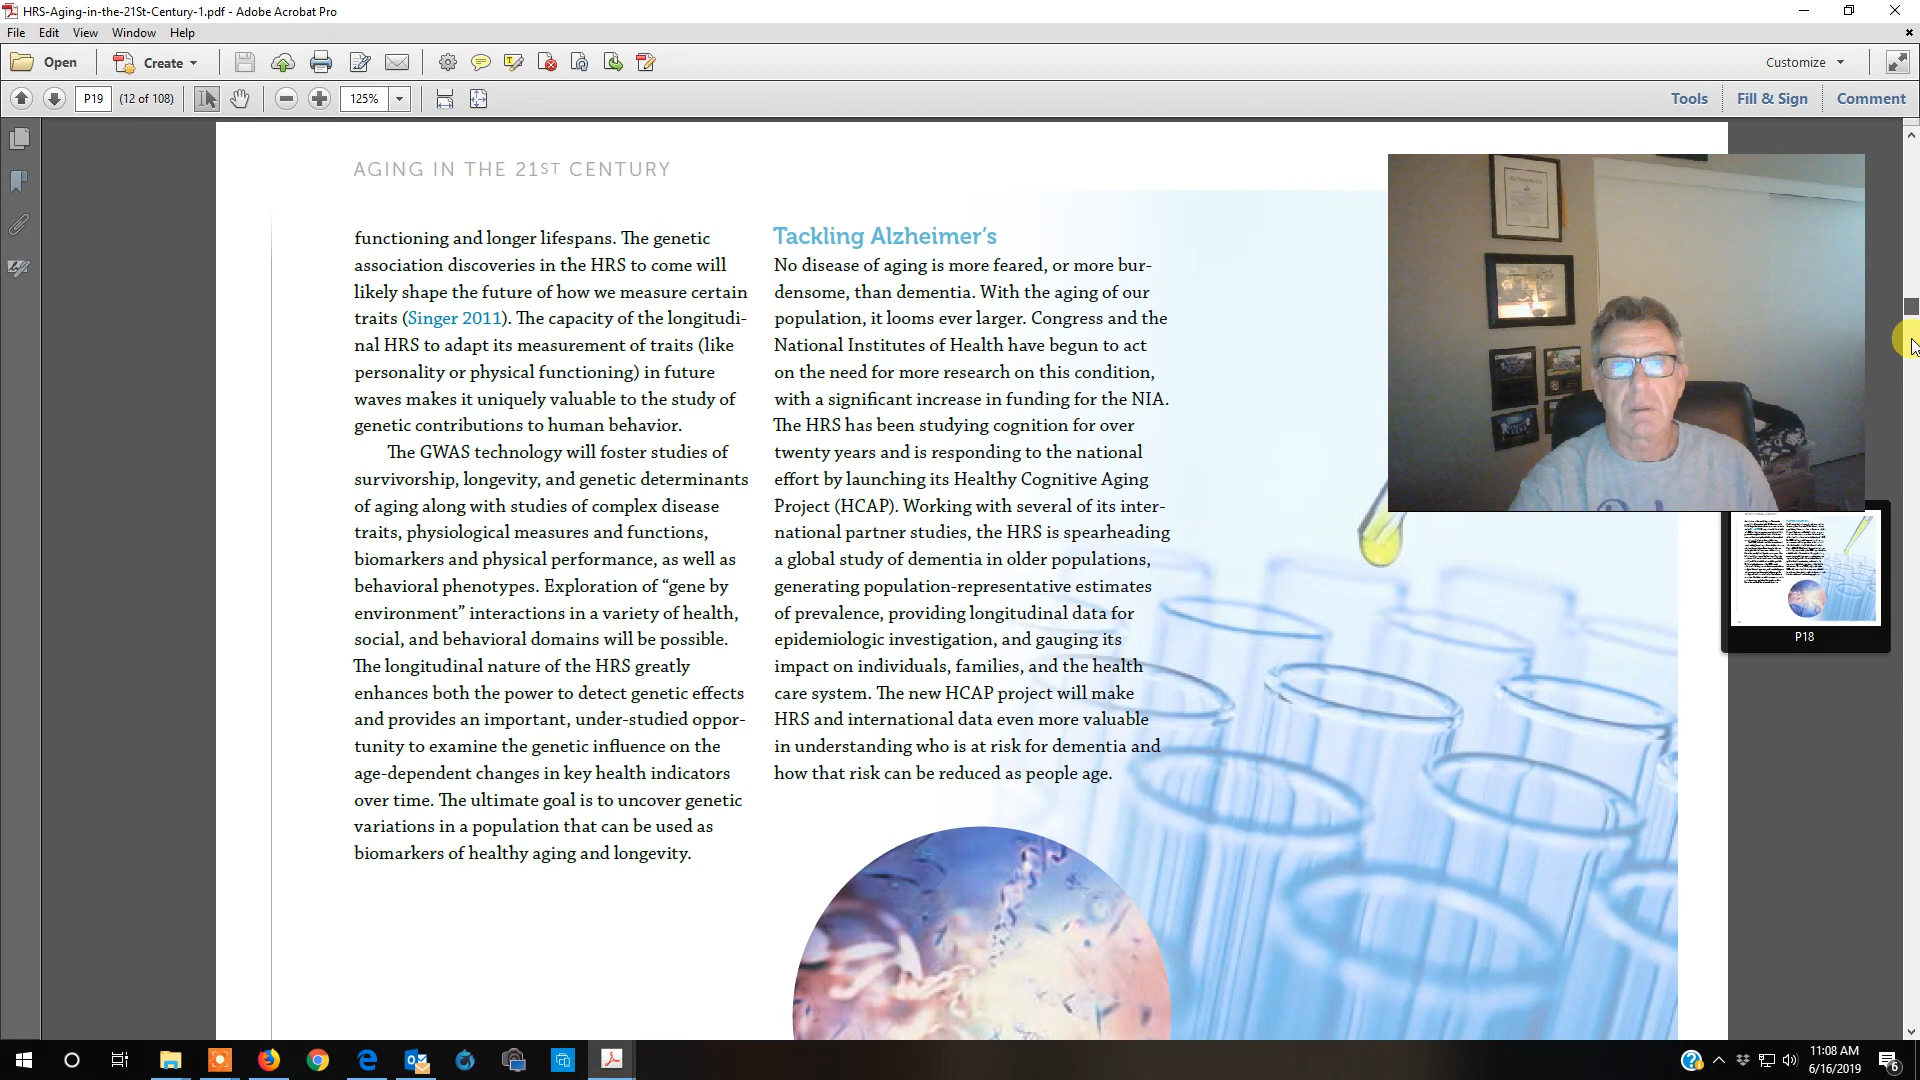 HRS-Aging-in-the-21St-Century-1.pdf - Adobe Acrobat Pro
File Edit View Window Help
Open Create Customize
P19 (12 of 108) 125% Tools Fill & Sign Comment
AGING IN THE 21ST CENTURY
functioning and longer lifespans. The genetic
association discoveries in the HRS to come will
likely shape the future of how we measure certain
traits (Singer 2011). The capacity of the longitudi-
nal HRS to adapt its measurement of traits (like
personality or physical functioning) in future
waves makes it uniquely valuable to the study of
genetic contributions to human behavior.
The GWAS technology will foster studies of
survivorship, longevity, and genetic determinants
of aging along with studies of complex disease
traits, physiological measures and functions,
biomarkers and physical performance, as well as
behavioral phenotypes. Exploration of “gene by
environment” interactions in a variety of health,
social, and behavioral domains will be possible.
The longitudinal nature of the HRS greatly
enhances both the power to detect genetic effects
and provides an important, under-studied oppor-
tunity to examine the genetic influence on the
age-dependent changes in key health indicators
over time. The ultimate goal is to uncover genetic
variations in a population that can be used as
biomarkers of healthy aging and longevity.
Tackling Alzheimer’s
No disease of aging is more feared, or more bur-
densome, than dementia. With the aging of our
population, it looms ever larger. Congress and the
National Institutes of Health have begun to act
on the need for more research on this condition,
with a significant increase in funding for the NIA.
The HRS has been studying cognition for over
twenty years and is responding to the national
effort by launching its Healthy Cognitive Aging
Project (HCAP). Working with several of its inter-
national partner studies, the HRS is spearheading
a global study of dementia in older populations,
generating population-representative estimates
of prevalence, providing longitudinal data for
epidemiologic investigation, and gauging its
impact on individuals, families, and the health
care system. The new HCAP project will make
HRS and international data even more valuable
in understanding who is at risk for dementia and
how that risk can be reduced as people age.
P18
11:08 AM
6/16/2019
6